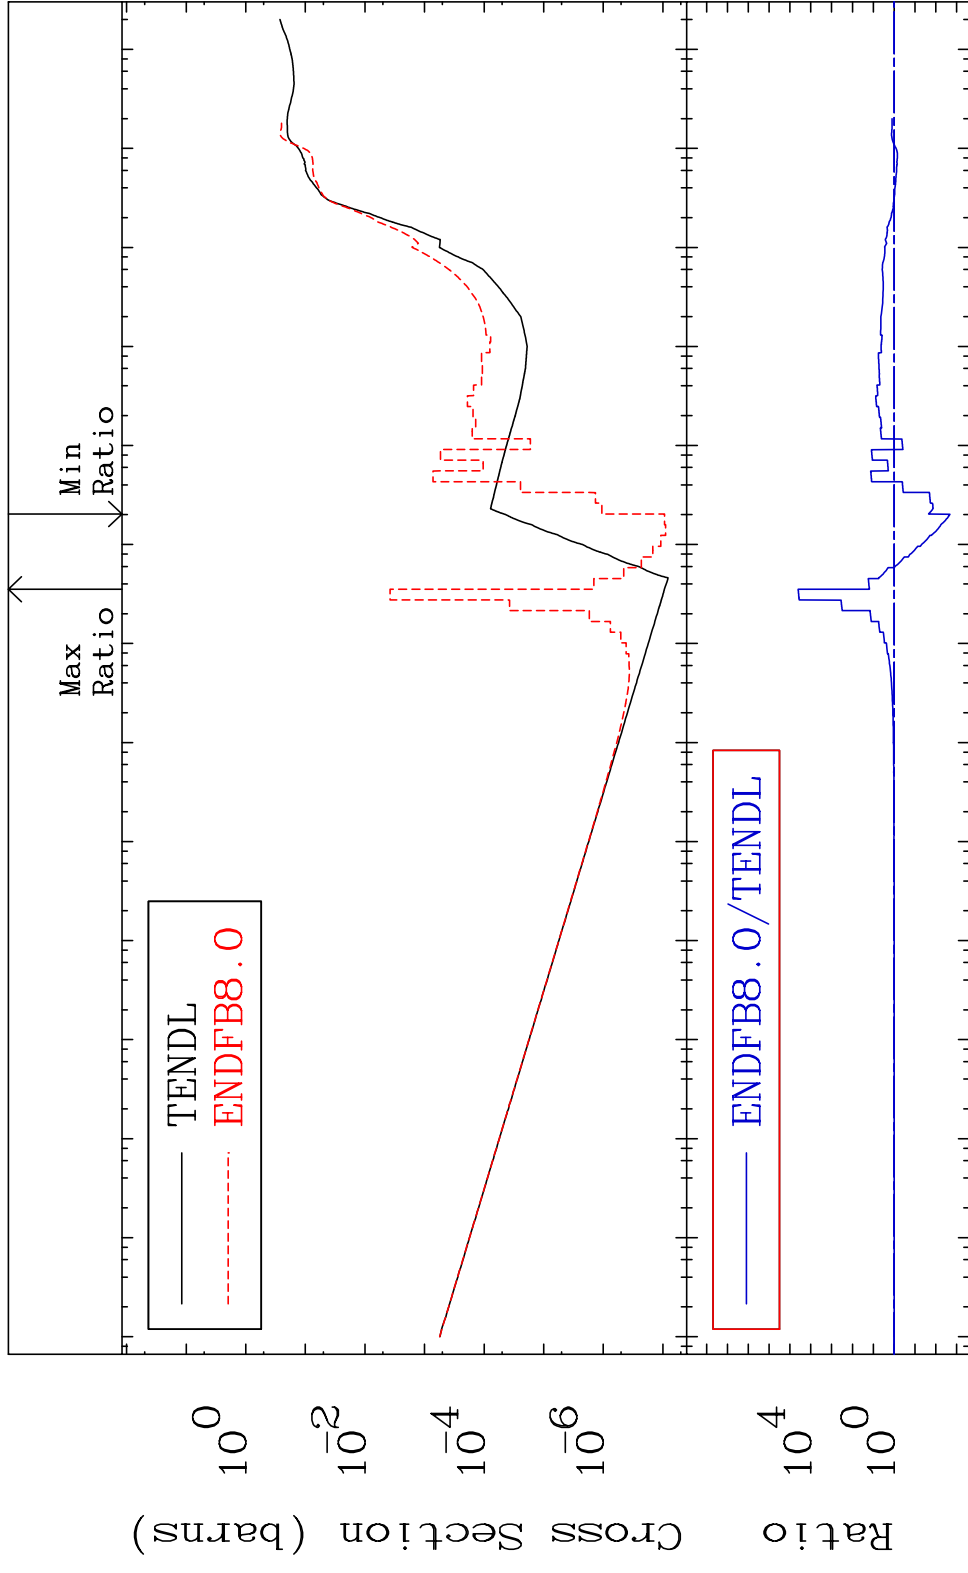 Max
Ratio
Min
Ratio
Cross Section (barns)
10^0
10^-2
10^-4
10^-6
TENDL
ENDFB8.0
Ratio
10^4
10^0
ENDFB8.0/TENDL